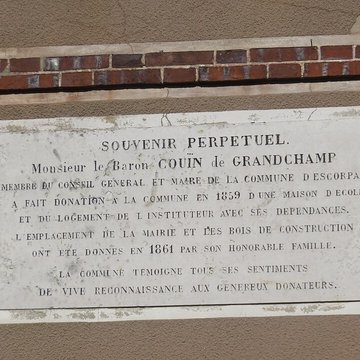 SOUVENIR PERPETUEL.
Monsieur le Baron COUÏN de GRANDCHAMP
MEMBRE DU CONSEIL GENERAL ET MAIRE DE LA COMMUNE D'ESCORPA
A FAIT DONATION A LA COMMUNE EN 1859 D'UNE MAISON D'ECOL
ET DU LOGEMENT DE L INSTITUTEUR AVEC SES DEPENDANCES.
L'EMPLACEMENT DE LA MAIRIE ET LES BOIS DE CONSTRUCTION
ONT ETE DONNES EN 1861 PAR SON HONORABLE FAMILLE.
LA COMMUNE TEMOIGNE TOUS SES SENTIMENTS
DE VIVE RECONNAISSANCE AUX GENEREUX DONATEURS.